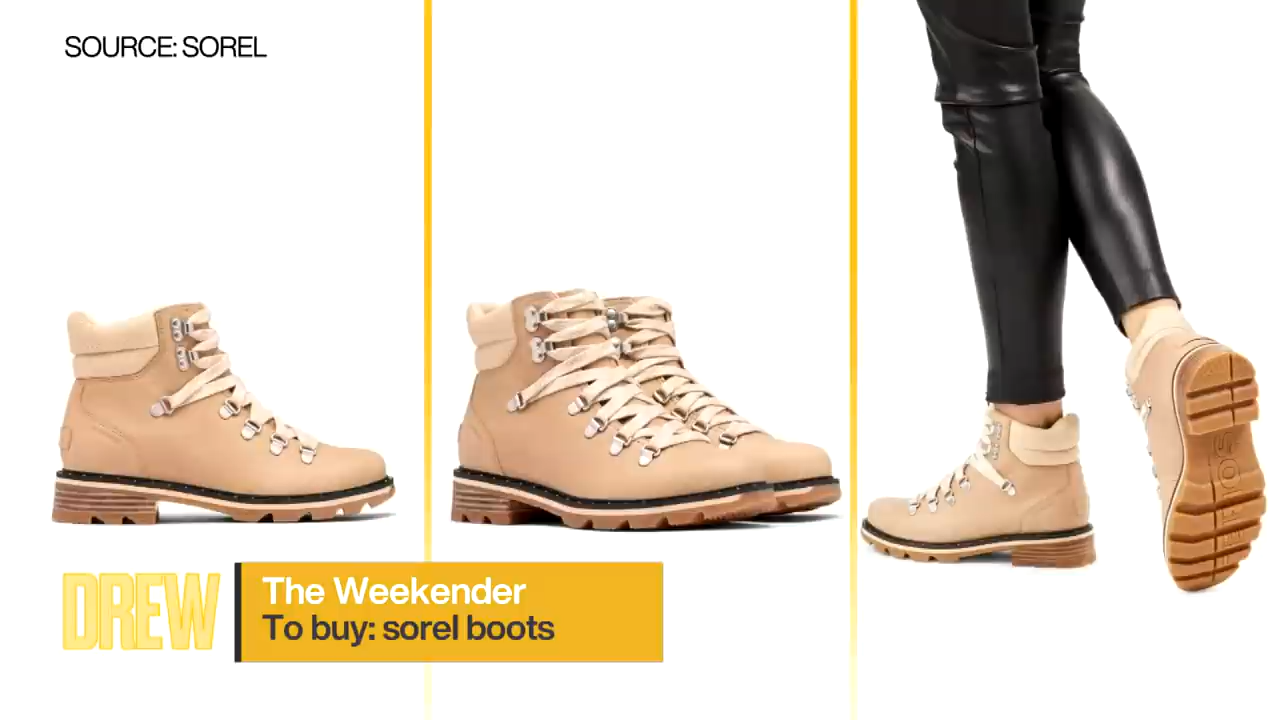 SOURCE: SOREL
DREW
The Weekender
To buy: sorel boots
SOREL